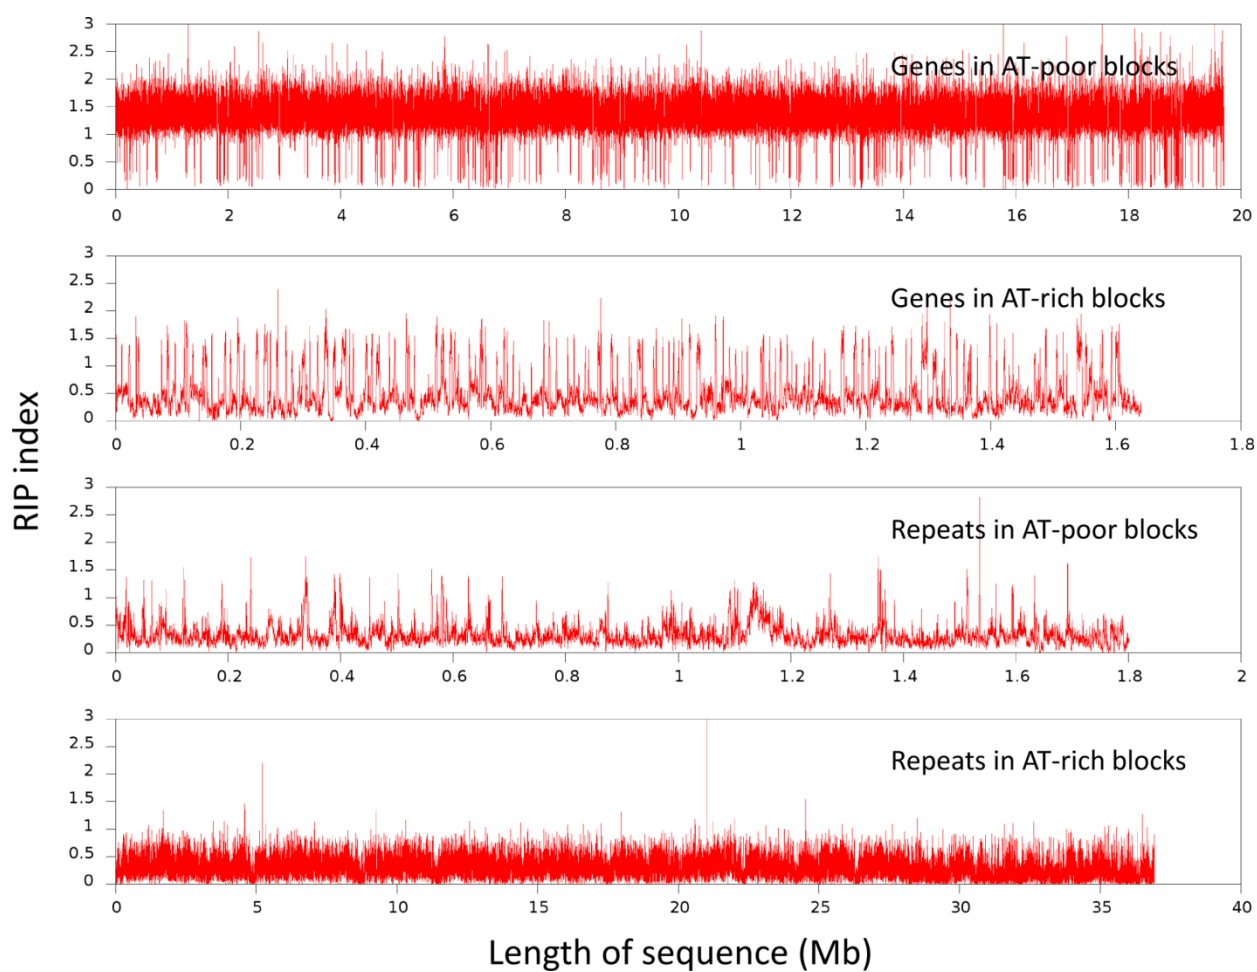 3
2.5
2
1.5
1
0.5
0
Genes in AT-poor blocks
0 2 4 6 8 10 12 14 16 18 20
3
2.5
2
1.5
1
0.5
0
Genes in AT-rich blocks
0 0.2 0.4 0.6 0.8 1 1.2 1.4 1.6 1.8
RIP index
3
2.5
2
1.5
1
0.5
0
Repeats in AT-poor blocks
0 0.2 0.4 0.6 0.8 1 1.2 1.4 1.6 1.8 2
3
2.5
2
1.5
1
0.5
0
Repeats in AT-rich blocks
0 5 10 15 20 25 30 35 40
Length of sequence (Mb)